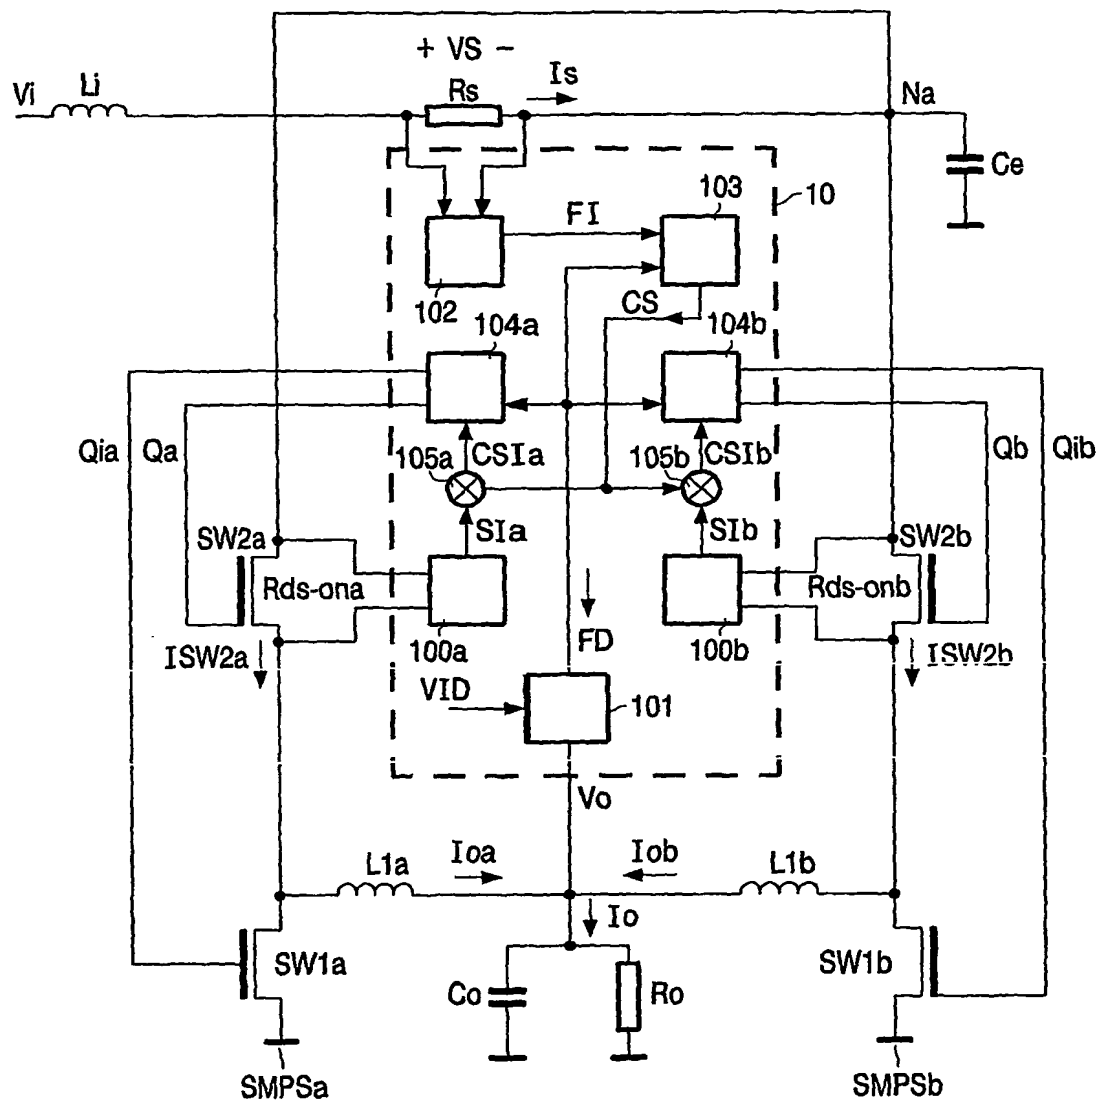 + VS −
Vi
Li
Rs
Is
Na
Ce
103
10
FI
102
CS
104a
104b
Qia
Qa
105a
CSIa
105b
CSIb
Qb
Qib
SW2a
SIa
SIb
SW2b
Rds-ona
Rds-onb
ISW2a
100a
FD
100b
ISW2b
VID
101
Vo
L1a
Ioa
Iob
L1b
Io
SW1a
Co
Ro
SW1b
SMPSa
SMPSb